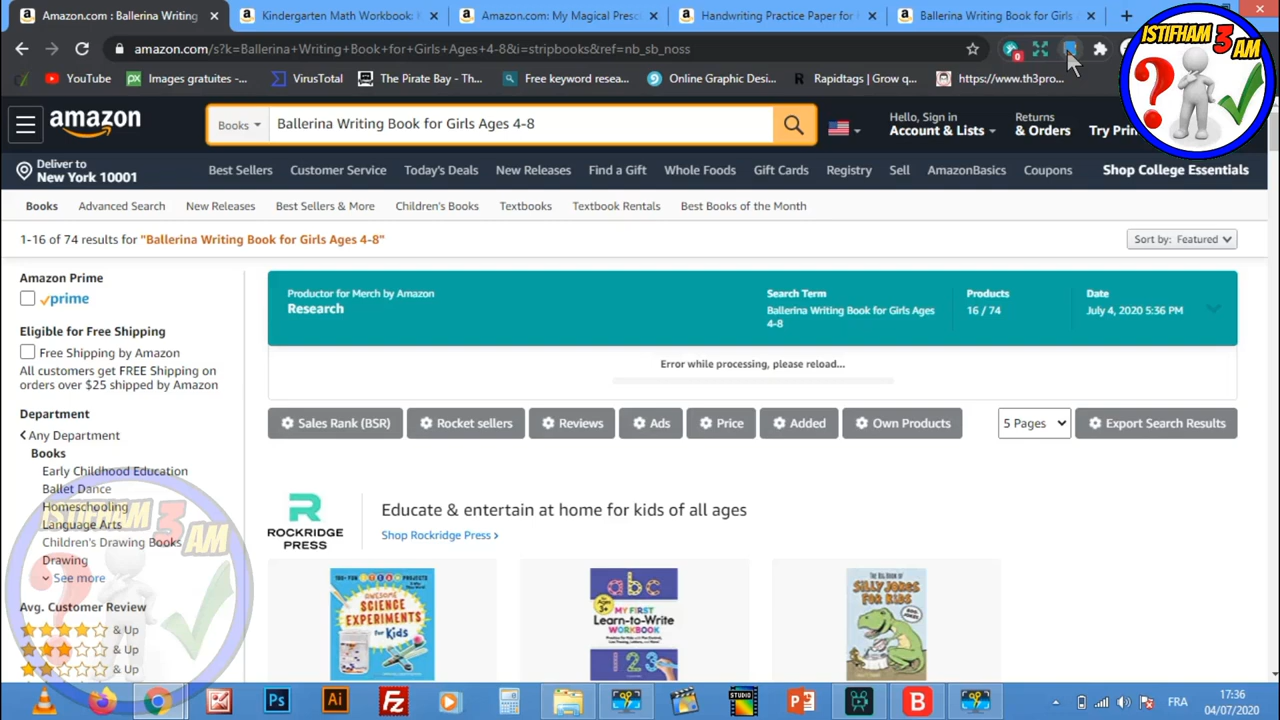 Amazon.com : Ballerina Writing
Kindergarten Math Workbook: K
Amazon.com: My Magical Presc
Handwriting Practice Paper for
Ballerina Writing Book for Girls
amazon.com/s?k=Ballerina+Writing+Book+for+Girls+Ages+4-8&i=stripbooks&ref=nb_sb_noss
0
YouTube
Images gratuites - ...
VirusTotal
The Pirate Bay - Th...
Free keyword resea...
Online Graphic Desi...
Rapidtags | Grow q...
https://www.th3pro...
ISTIFHAM 3 AM
amazon
Books
Ballerina Writing Book for Girls Ages 4-8
Hello, Sign in
Account & Lists
Returns
& Orders
Try Prim
Deliver to
New York 10001
Best Sellers
Customer Service
Today's Deals
New Releases
Find a Gift
Whole Foods
Gift Cards
Registry
Sell
AmazonBasics
Coupons
Shop College Essentials
Books
Advanced Search
New Releases
Best Sellers & More
Children's Books
Textbooks
Textbook Rentals
Best Books of the Month
1-16 of 74 results for "Ballerina Writing Book for Girls Ages 4-8"
Sort by: Featured
Amazon Prime
prime
Eligible for Free Shipping
Free Shipping by Amazon
All customers get FREE Shipping on
orders over $25 shipped by Amazon
Department
Any Department
Books
Early Childhood Education
Ballet Dance
Homeschooling
Language Arts
Children's Drawing Books
Drawing
See more
Avg. Customer Review
& Up
& Up
& Up
ISTIFHAM 3 AM
Productor for Merch by Amazon
Research
Search Term
Ballerina Writing Book for Girls Ages
4-8
Products
16 / 74
Date
July 4, 2020 5:36 PM
Error while processing, please reload...
Sales Rank (BSR)
Rocket sellers
Reviews
Ads
Price
Added
Own Products
5 Pages
Export Search Results
R
ROCKRIDGE
PRESS
Educate & entertain at home for kids of all ages
Shop Rockridge Press
AWESOME
SCIENCE
EXPERIMENTS
for Kids
abc
MY FIRST
Learn-to-Write
WORKBOOK
123
THE BIG BOOK OF
SILLY JOKES
FOR KIDS
Ps
Ai
Fz
STUDIO
B
FRA
17:36
04/07/2020